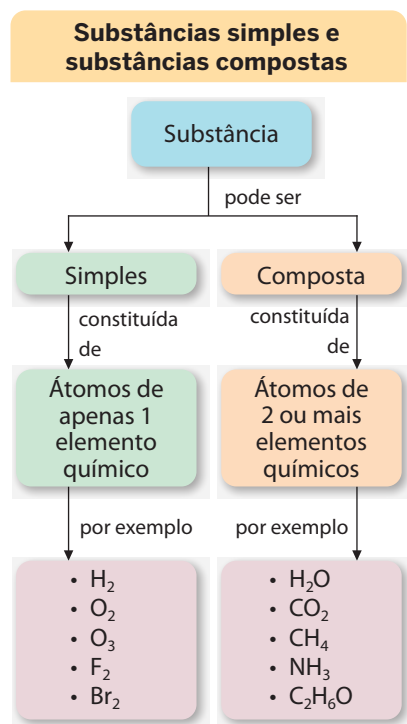 Substâncias simples e
substâncias compostas
Substância
pode ser
Simples
Composta
constituída
de
constituída
de
Átomos de
apenas 1
elemento
químico
Átomos de
2 ou mais
elementos
químicos
por exemplo
por exemplo
• H₂
• O₂
• O₃
• F₂
• Br₂
• H₂O
• CO₂
• CH₄
• NH₃
• C₂H₆O